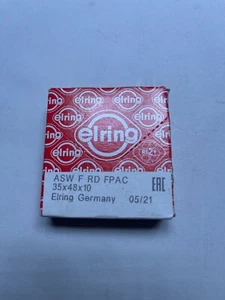 elring
ASW F RD FPAC
35x48x10
EAC
Elring Germany 05/21